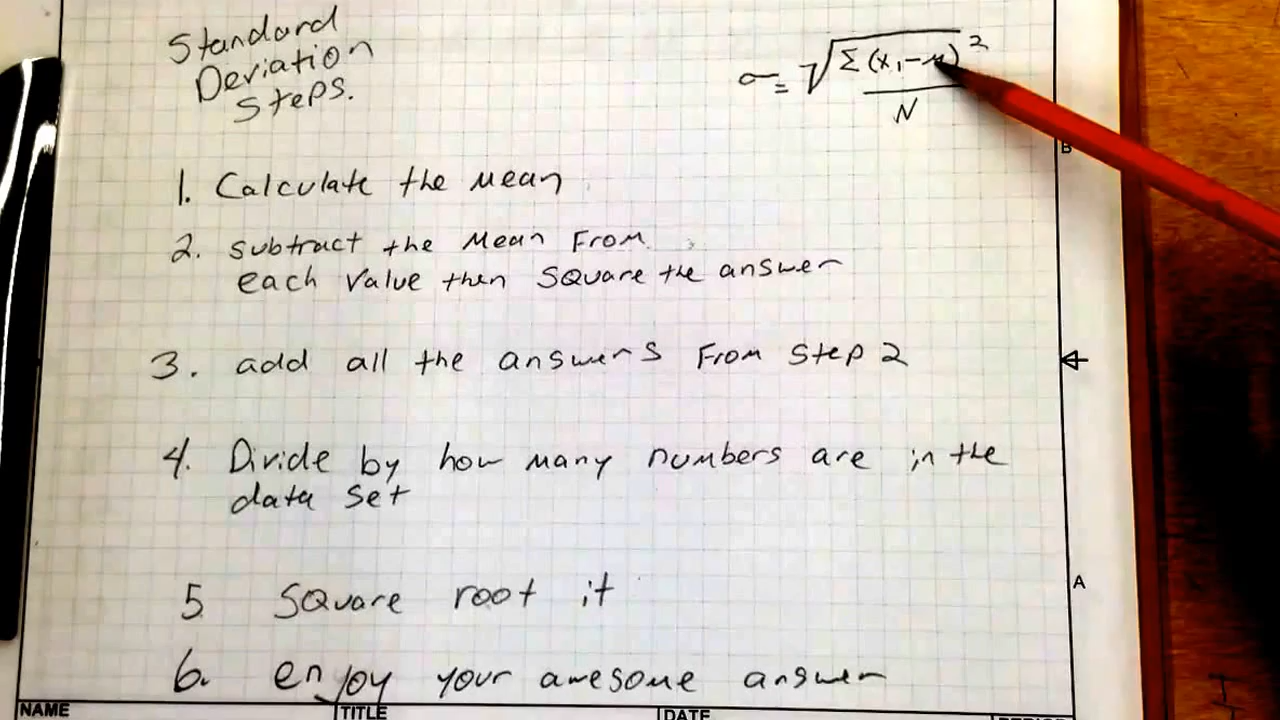 Standard
Deviation
Steps.
σ = √ Σ (x, - μ)²
N
B
1. Calculate the Mean
2. subtract the Mean From
each value then square the answer
3. add all the answers From Step 2
4. Divide by how many numbers are in the
data set
5 Square root it
A
6. enjoy your awesome answer
NAME TITLE DATE